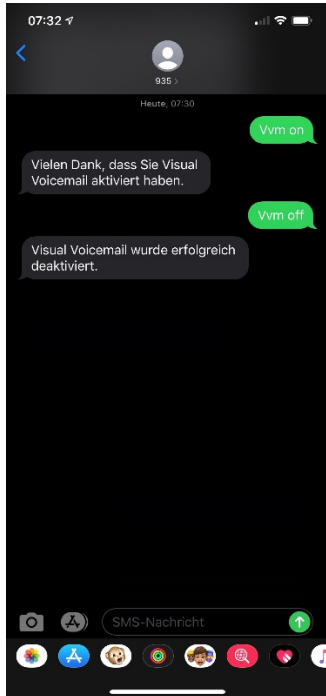 07:32
935 >
Heute, 07:30
Vvm on
Vielen Dank, dass Sie Visual
Voicemail aktiviert haben.
Vvm off
Visual Voicemail wurde erfolgreich
deaktiviert.
SMS-Nachricht